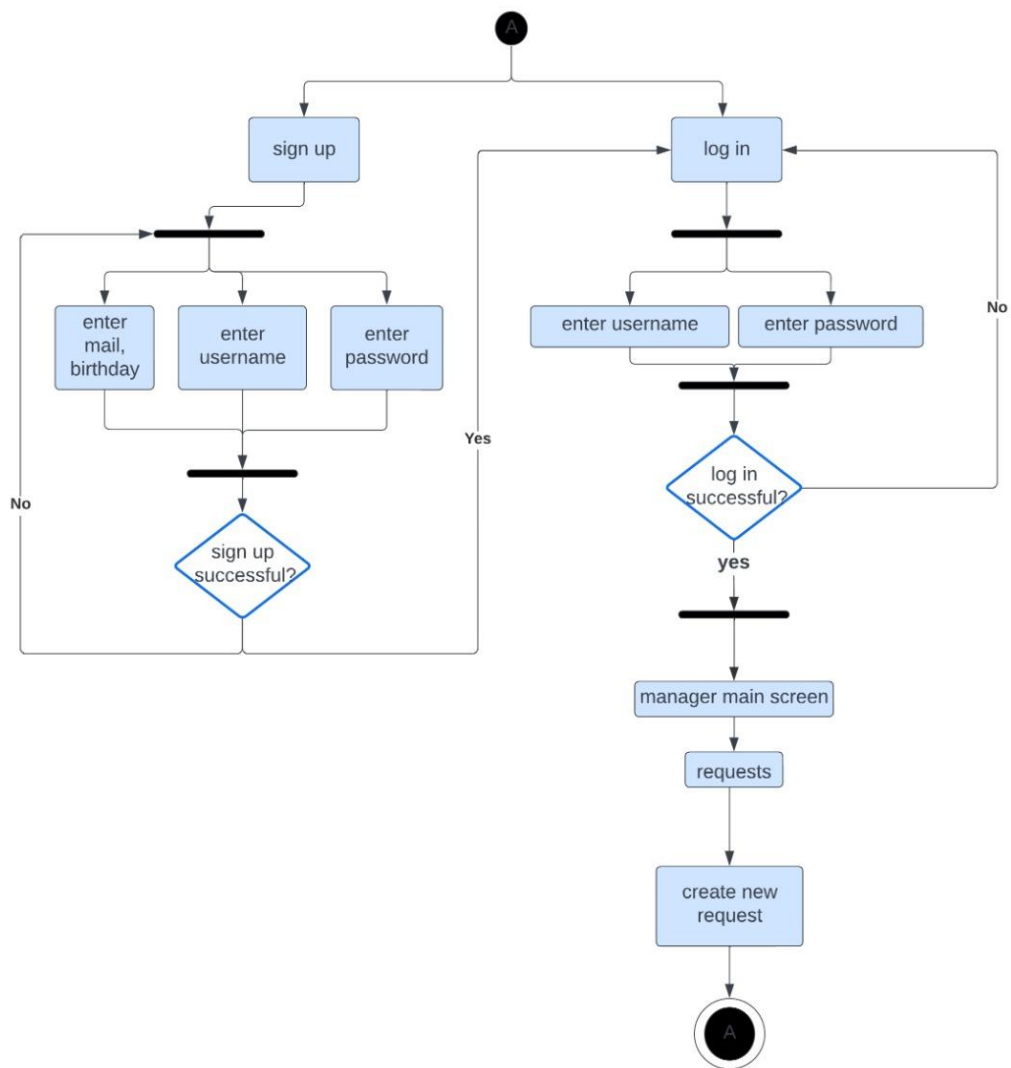 A
sign up
log in
enter
mail,
birthday
enter
username
enter
password
enter username
enter password
No
Yes
No
log in
successful?
sign up
successful?
yes
manager main screen
requests
create new
request
A